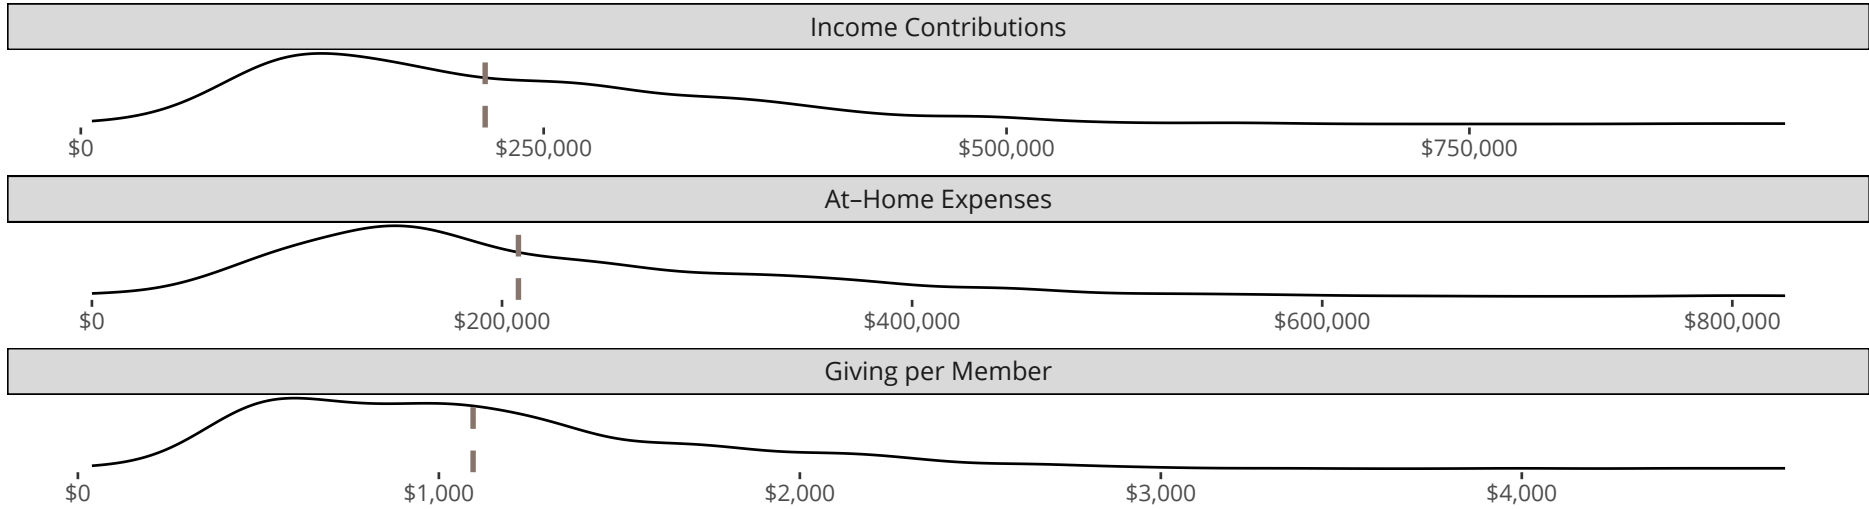 Income Contributions
$0 $250,000 $500,000 $750,000
At–Home Expenses
$0 $200,000 $400,000 $600,000 $800,000
Giving per Member
$0 $1,000 $2,000 $3,000 $4,000